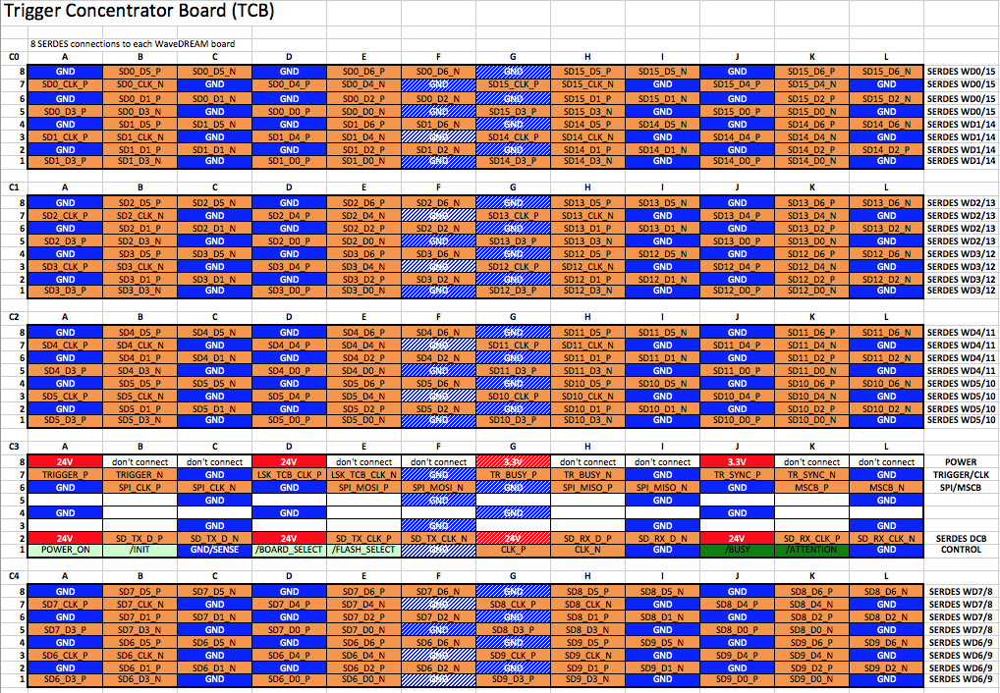 Trigger Concentrator Board (TCB)
8 SERDES connections to each WaveDREAM board
C0 A B C D E F G H I J K L
8 GND SD0_D5_P SD0_D5_N GND SD0_D6_P SD0_D6_N GND SD15_D5_P SD15_D5_N GND SD15_D6_P SD15_D6_N SERDES WD0/15
7 SD0_CLK_P SD0_CLK_N GND SD0_D4_P SD0_D4_N GND SD15_CLK_P SD15_CLK_N GND SD15_D4_P SD15_D4_N GND SERDES WD0/15
6 GND SD0_D1_P SD0_D1_N GND SD0_D2_P SD0_D2_N GND SD15_D1_P SD15_D1_N GND SD15_D2_P SD15_D2_N SERDES WD0/15
5 SD0_D3_P SD0_D3_N GND SD0_D0_P SD0_D0_N GND SD15_D3_P SD15_D3_N GND SD15_D0_P SD15_D0_N GND SERDES WD0/15
4 GND SD1_D5_P SD1_D5_N GND SD1_D6_P SD1_D6_N GND SD14_D5_P SD14_D5_N GND SD14_D6_P SD14_D6_N SERDES WD1/14
3 SD1_CLK_P SD1_CLK_N GND SD1_D4_P SD1_D4_N GND SD14_CLK_P SD14_CLK_N GND SD14_D4_P SD14_D4_N GND SERDES WD1/14
2 GND SD1_D1_P SD1_D1_N GND SD1_D2_P SD1_D2_N GND SD14_D1_P SD14_D1_N GND SD14_D2_P SD14_D2_P SERDES WD1/14
1 SD1_D3_P SD1_D3_N GND SD1_D0_P SD1_D0_N GND SD14_D3_P SD14_D3_N GND SD14_D0_P SD14_D0_N GND SERDES WD1/14
C1 A B C D E F G H I J K L
8 GND SD2_D5_P SD2_D5_N GND SD2_D6_P SD2_D6_N GND SD13_D5_P SD13_D5_N GND SD13_D6_P SD13_D6_N SERDES WD2/13
7 SD2_CLK_P SD2_CLK_N GND SD2_D4_P SD2_D4_N GND SD13_CLK_P SD13_CLK_N GND SD13_D4_P SD13_D4_N GND SERDES WD2/13
6 GND SD2_D1_P SD2_D1_N GND SD2_D2_P SD2_D2_N GND SD13_D1_P SD13_D1_N GND SD13_D2_P SD13_D2_N SERDES WD2/13
5 SD2_D3_P SD2_D3_N GND SD2_D0_P SD2_D0_N GND SD13_D3_P SD13_D3_N GND SD13_D0_P SD13_D0_N GND SERDES WD2/13
4 GND SD3_D5_P SD3_D5_N GND SD3_D6_P SD3_D6_N GND SD12_D5_P SD12_D5_N GND SD12_D6_P SD12_D6_N SERDES WD3/12
3 SD3_CLK_P SD3_CLK_N GND SD3_D4_P SD3_D4_N GND SD12_CLK_P SD12_CLK_N GND SD12_D4_P SD12_D4_N GND SERDES WD3/12
2 GND SD3_D1_P SD3_D1_N GND SD3_D2_P SD3_D2_N GND SD12_D1_P SD12_D1_N GND SD12_D2_P SD12_D2_N SERDES WD3/12
1 SD3_D3_P SD3_D3_N GND SD3_D0_P SD3_D0_N GND SD12_D3_P SD12_D3_N GND SD12_D0_P SD12_D0_N GND SERDES WD3/12
C2 A B C D E F G H I J K L
8 GND SD4_D5_P SD4_D5_N GND SD4_D6_P SD4_D6_N GND SD11_D5_P SD11_D5_N GND SD11_D6_P SD11_D6_N SERDES WD4/11
7 SD4_CLK_P SD4_CLK_N GND SD4_D4_P SD4_D4_N GND SD11_CLK_P SD11_CLK_N GND SD11_D4_P SD11_D4_N GND SERDES WD4/11
6 GND SD4_D1_P SD4_D1_N GND SD4_D2_P SD4_D2_N GND SD11_D1_P SD11_D1_N GND SD11_D2_P SD11_D2_N SERDES WD4/11
5 SD4_D3_P SD4_D3_N GND SD4_D0_P SD4_D0_N GND SD11_D3_P SD11_D3_N GND SD11_D0_P SD11_D0_N GND SERDES WD4/11
4 GND SD5_D5_P SD5_D5_N GND SD5_D6_P SD5_D6_N GND SD10_D5_P SD10_D5_N GND SD10_D6_P SD10_D6_N SERDES WD5/10
3 SD5_CLK_P SD5_CLK_N GND SD5_D4_P SD5_D4_N GND SD10_CLK_P SD10_CLK_N GND SD10_D4_P SD10_D4_N GND SERDES WD5/10
2 GND SD5_D1_P SD5_D1_N GND SD5_D2_P SD5_D2_N GND SD10_D1_P SD10_D1_N GND SD10_D2_P SD10_D2_N SERDES WD5/10
1 SD5_D3_P SD5_D3_N GND SD5_D0_P SD5_D0_N GND SD10_D3_P SD10_D3_N GND SD10_D0_P SD10_D0_N GND SERDES WD5/10
C3 A B C D E F G H I J K L
8 24V don't connect don't connect 24V don't connect don't connect 3.3V don't connect don't connect 3.3V don't connect don't connect POWER
7 TRIGGER_P TRIGGER_N GND LSK_TCB_CLK_P LSK_TCB_CLK_N GND TR_BUSY_P TR_BUSY_N GND TR_SYNC_P TR_SYNC_N GND TRIGGER/CLK
6 GND SPI_CLK_P SPI_CLK_N GND SPI_MOSI_P SPI_MOSI_N GND SPI_MISO_P SPI_MISO_N GND MSCB_P MSCB_N SPI/MSCB
5 GND GND GND GND
4 GND GND GND GND
3 GND GND GND GND
2 24V SD_TX_D_P SD_TX_D_N 24V SD_TX_CLK_P SD_TX_CLK_N 24V SD_RX_D_P SD_RX_D_N 24V SD_RX_CLK_P SD_RX_CLK_N SERDES DCB
1 POWER_ON /INIT GND/SENSE /BOARD_SELECT /FLASH_SELECT GND CLK_P CLK_N GND /BUSY /ATTENTION GND CONTROL
C4 A B C D E F G H I J K L
8 GND SD7_D5_P SD7_D5_N GND SD7_D6_P SD7_D6_N GND SD8_D5_P SD8_D5_N GND SD8_D6_P SD8_D6_N SERDES WD7/8
7 SD7_CLK_P SD7_CLK_N GND SD7_D4_P SD7_D4_N GND SD8_CLK_P SD8_CLK_N GND SD8_D4_P SD8_D4_N GND SERDES WD7/8
6 GND SD7_D1_P SD7_D1_N GND SD7_D2_P SD7_D2_N GND SD8_D1_P SD8_D1_N GND SD8_D2_P SD8_D2_N SERDES WD7/8
5 SD7_D3_P SD7_D3_N GND SD7_D0_P SD7_D0_N GND SD8_D3_P SD8_D3_N GND SD8_D0_P SD8_D0_N GND SERDES WD7/8
4 GND SD6_D5_P SD6_D5_N GND SD6_D6_P SD6_D6_N GND SD9_D5_P SD9_D5_N GND SD9_D6_P SD9_D6_N SERDES WD6/9
3 SD6_CLK_P SD6_CLK_N GND SD6_D4_P SD6_D4_N GND SD9_CLK_P SD9_CLK_N GND SD9_D4_P SD9_D4_N GND SERDES WD6/9
2 GND SD6_D1_P SD6_D1_N GND SD6_D2_P SD6_D2_N GND SD9_D1_P SD9_D1_N GND SD9_D2_P SD9_D2_N SERDES WD6/9
1 SD6_D3_P SD6_D3_N GND SD6_D0_P SD6_D0_N GND SD9_D3_P SD9_D3_N GND SD9_D0_P SD9_D0_N GND SERDES WD6/9